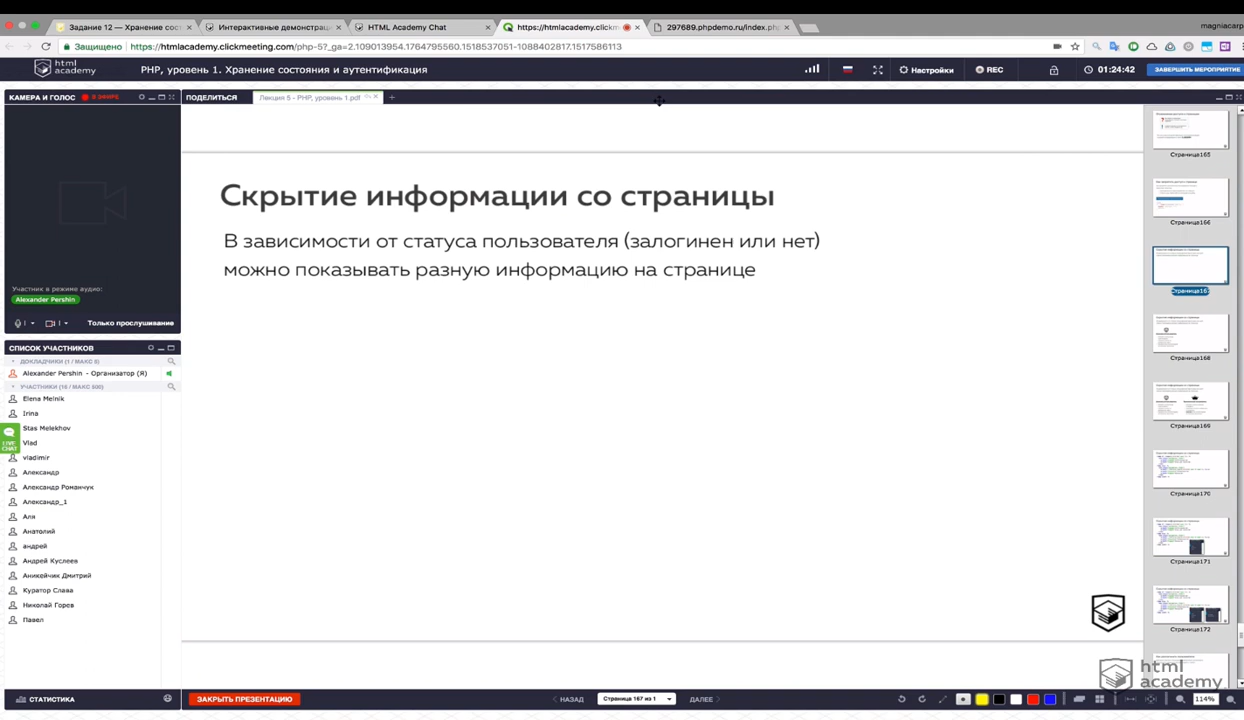 Задание 12 — Хранение сост
Интерактивные демонстрац
HTML Academy Chat
https://htmlacademy.clickm
297689.phpdemo.ru/index.ph
magniacarp
Защищено
https://htmlacademy.clickmeeting.com/php-5?_ga=2.109013954.1764795560.1518537051-1088402817.1517586113
html
academy
PHP, уровень 1. Хранение состояния и аутентификация
Настройки
REC
01:24:42
ЗАВЕРШИТЬ МЕРОПРИЯТИЕ
КАМЕРА И ГОЛОС
В ЭФИРЕ
ПОДЕЛИТЬСЯ
Лекция 5 - PHP, уровень 1.pdf
Скрытие информации со страницы
В зависимости от статуса пользователя (залогинен или нет)
можно показывать разную информацию на странице
Участник в режиме аудио:
Alexander Pershin
Только прослушивание
СПИСОК УЧАСТНИКОВ
ДОКЛАДЧИКИ (1 / МАКС 8)
Alexander Pershin - Организатор (Я)
УЧАСТНИКИ (16 / МАКС 500)
Elena Melnik
Irina
Stas Melekhov
Vlad
vladimir
Александр
Александр Романчук
Александр_1
Аля
Анатолий
андрей
Андрей Куслеев
Аникейчик Дмитрий
Куратор Слава
Николай Горев
Павел
LIVE
CHAT
Страница165
Страница166
Страница167
Страница168
Страница169
Страница170
Страница171
Страница172
html
academy
СТАТИСТИКА
ЗАКРЫТЬ ПРЕЗЕНТАЦИЮ
НАЗАД
Страница 167 из 1
ДАЛЕЕ
114%